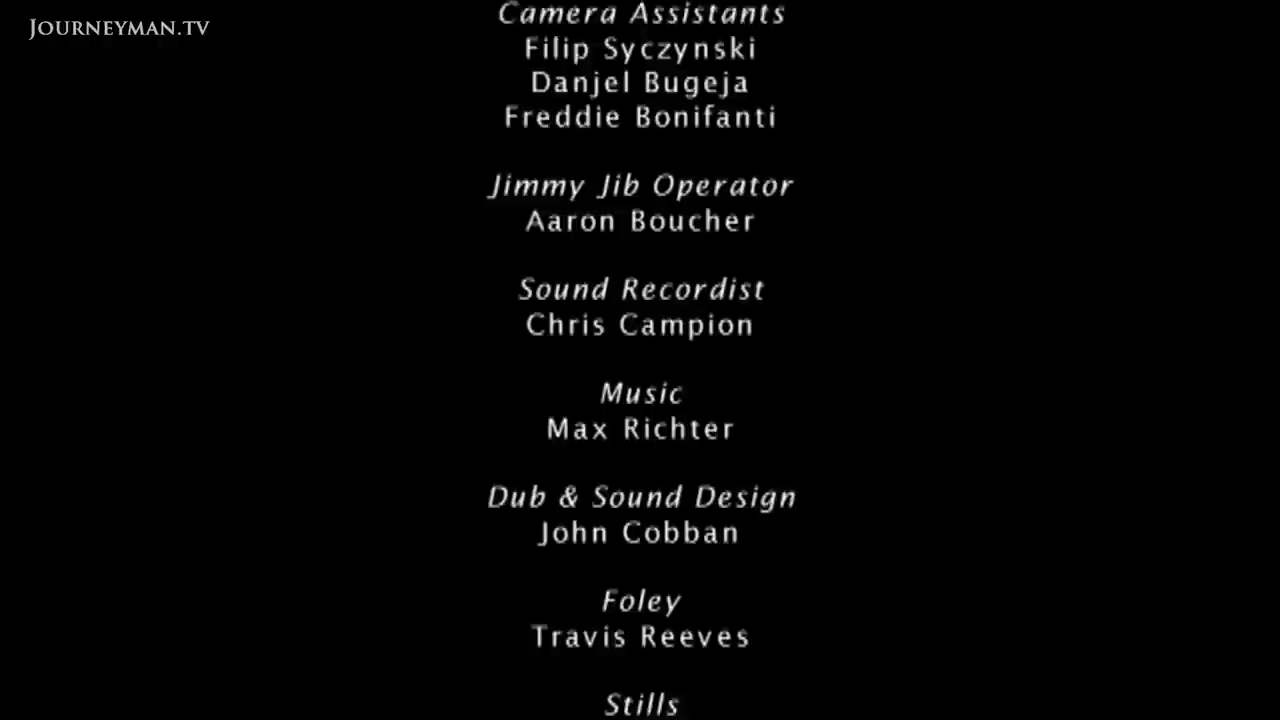 JOURNEYMAN.TV
Camera Assistants
Filip Syczynski
Danjel Bugeja
Freddie Bonifanti
Jimmy Jib Operator
Aaron Boucher
Sound Recordist
Chris Campion
Music
Max Richter
Dub & Sound Design
John Cobban
Foley
Travis Reeves
Stills